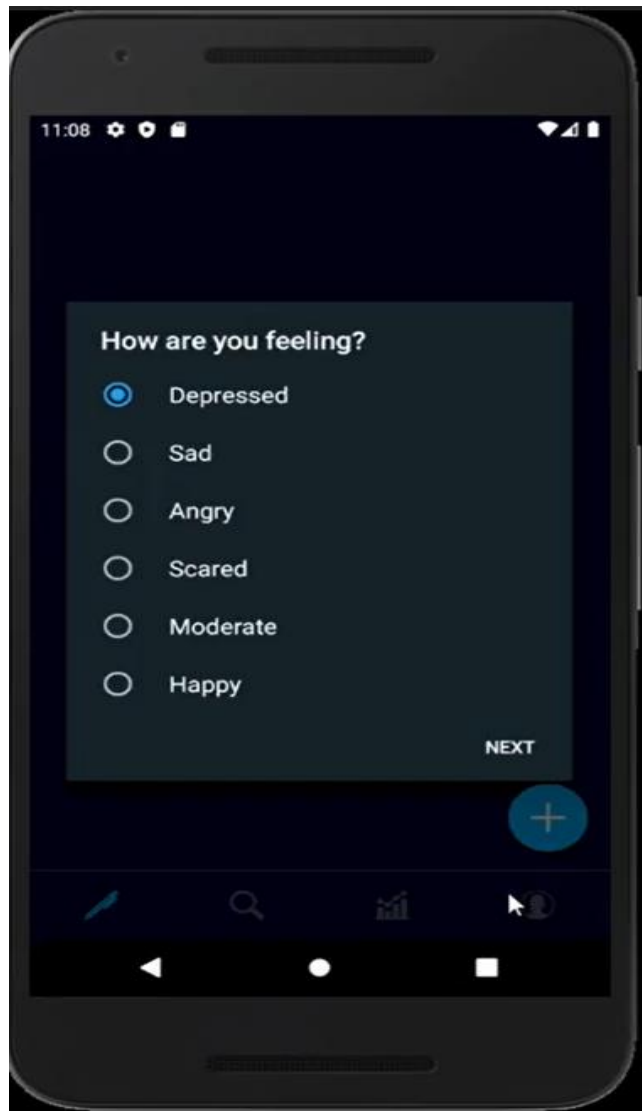 11:08
How are you feeling?
Depressed
Sad
Angry
Scared
Moderate
Happy
NEXT